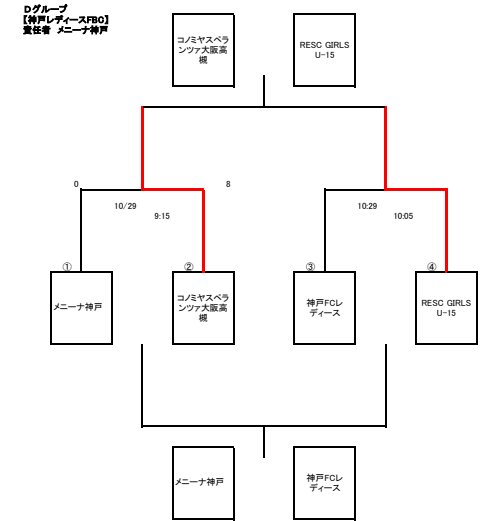 Dグループ
【神戸レディースFBC】
責任者 メニーナ神戸
コノミヤスペラ
ンツァ大阪高
槻
RESC GIRLS
U-15
0
8
10/29
9:15
10:29
10:05
①
②
③
④
メニーナ神戸
コノミヤスペラ
ンツァ大阪高
槻
神戸FCレ
ディース
RESC GIRLS
U-15
メニーナ神戸
神戸FCレ
ディース